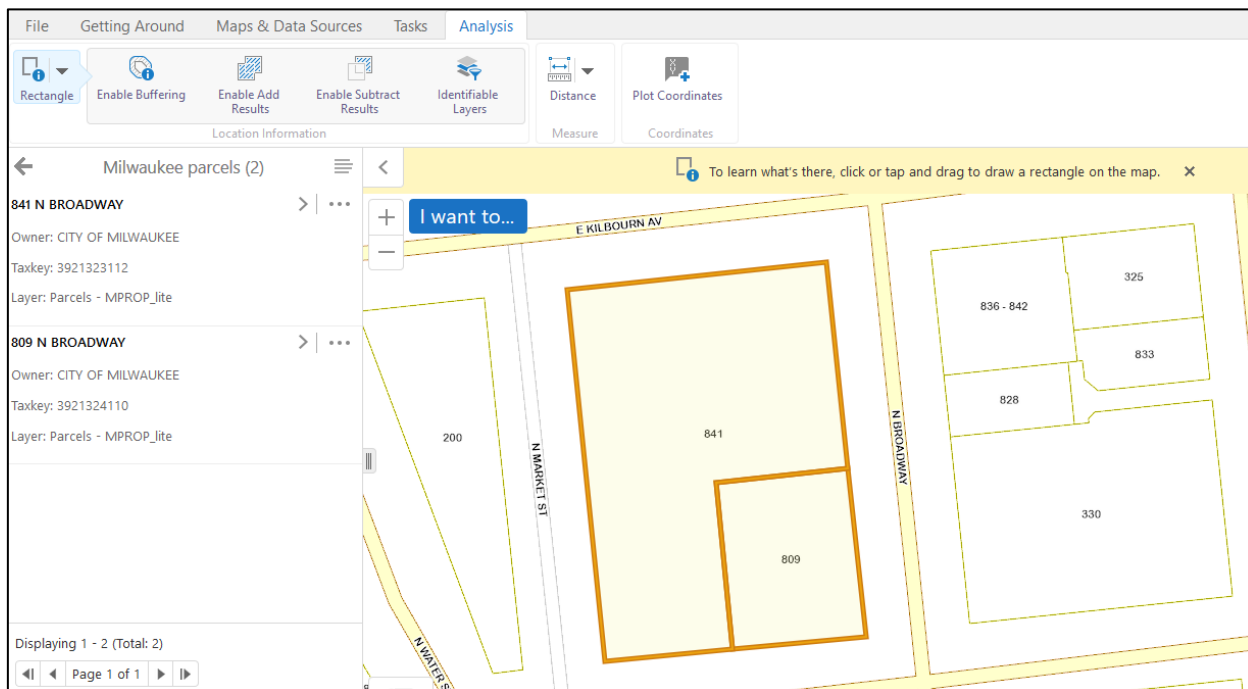 File Getting Around Maps & Data Sources Tasks Analysis
Rectangle
Enable Buffering
Enable Add
Results
Enable Subtract
Results
Identifiable
Layers
Distance
Plot Coordinates
Location Information
Measure
Coordinates
Milwaukee parcels (2)
To learn what's there, click or tap and drag to draw a rectangle on the map.
841 N BROADWAY
Owner: CITY OF MILWAUKEE
Taxkey: 3921323112
Layer: Parcels - MPROP_lite
809 N BROADWAY
Owner: CITY OF MILWAUKEE
Taxkey: 3921324110
Layer: Parcels - MPROP_lite
Displaying 1 - 2 (Total: 2)
Page 1 of 1
I want to...
E KILBOURN AV
836 - 842
325
833
828
200
N MARKET ST
841
N BROADWAY
330
809
N WATER